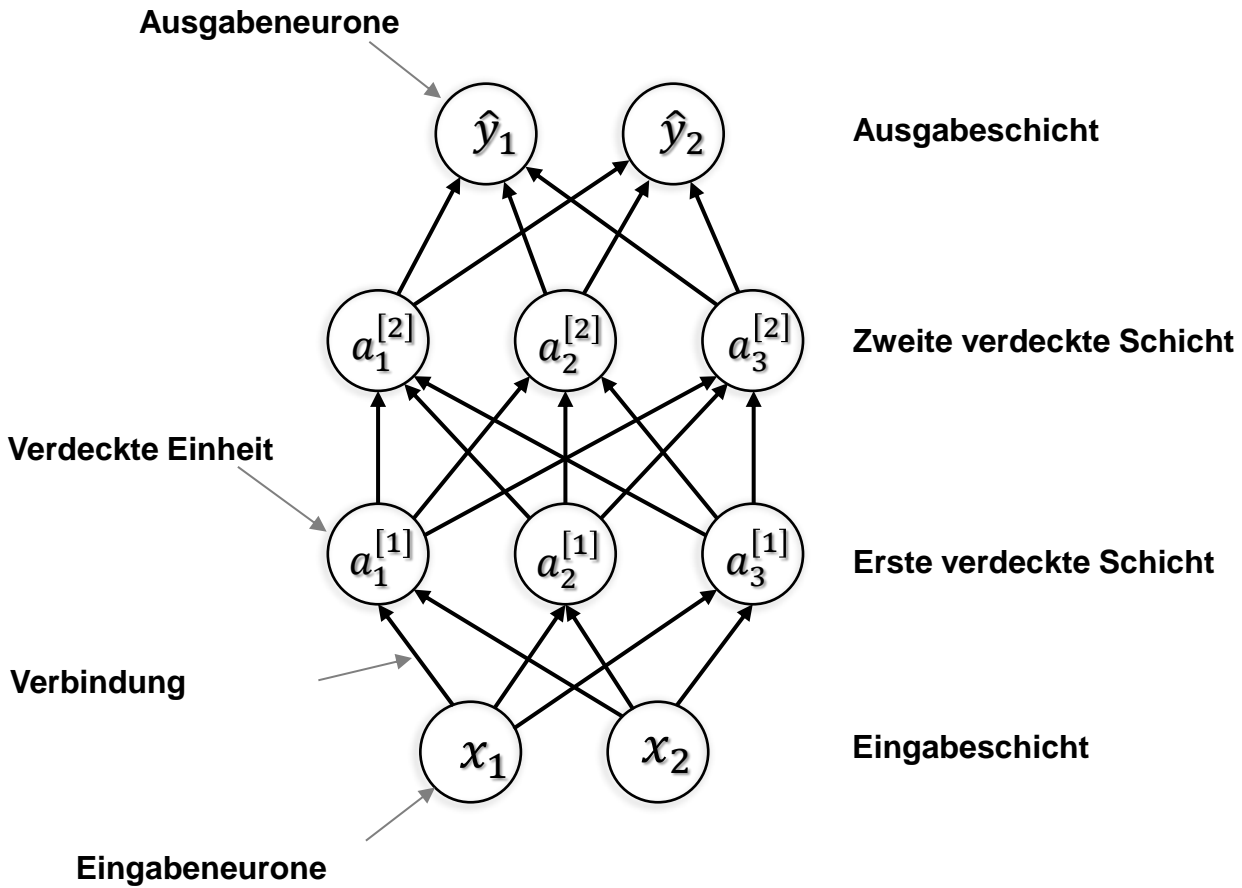 Ausgabeneurone
ŷ₁
ŷ₂
Ausgabeschicht
a₁^[2]
a₂^[2]
a₃^[2]
Zweite verdeckte Schicht
Verdeckte Einheit
a₁^[1]
a₂^[1]
a₃^[1]
Erste verdeckte Schicht
Verbindung
x₁
x₂
Eingabeschicht
Eingabeneurone